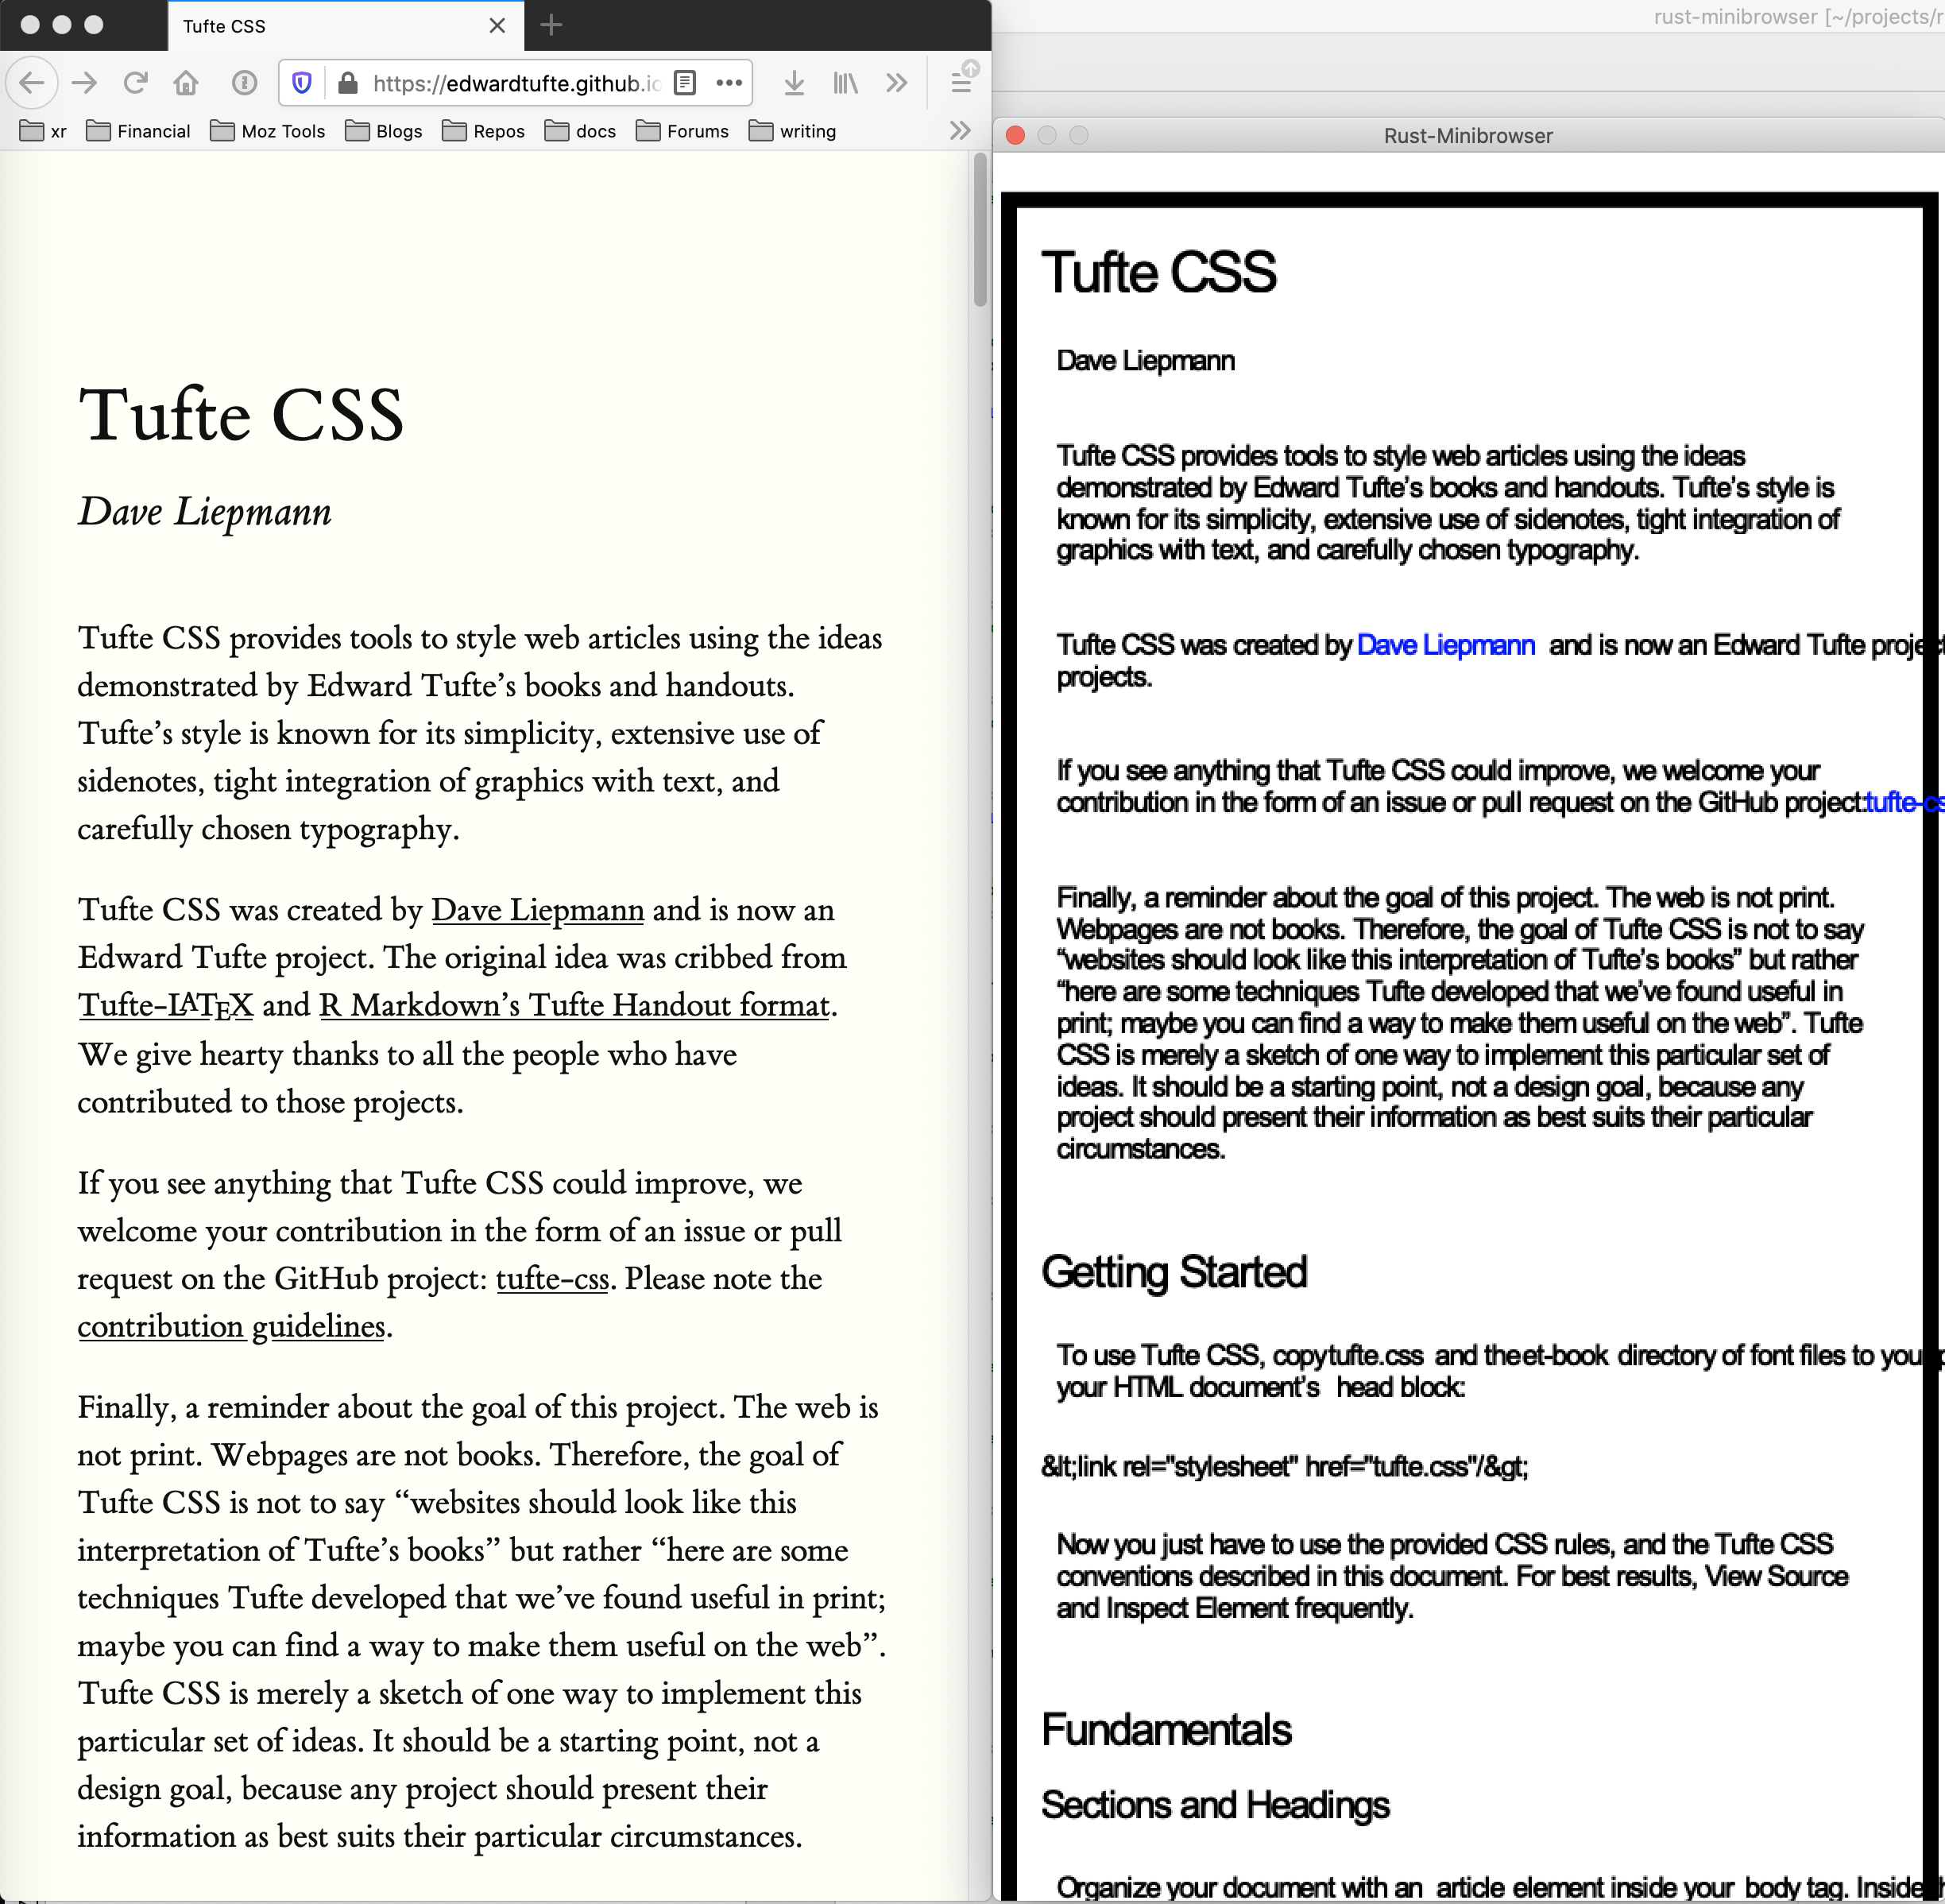 Tufte CSS
https://edwardtufte.github.io
xr Financial Moz Tools Blogs Repos docs Forums writing
Tufte CSS
Dave Liepmann
Tufte CSS provides tools to style web articles using the ideas
demonstrated by Edward Tufte’s books and handouts.
Tufte’s style is known for its simplicity, extensive use of
sidenotes, tight integration of graphics with text, and
carefully chosen typography.
Tufte CSS was created by Dave Liepmann and is now an
Edward Tufte project. The original idea was cribbed from
Tufte-LATEX and R Markdown’s Tufte Handout format.
We give hearty thanks to all the people who have
contributed to those projects.
If you see anything that Tufte CSS could improve, we
welcome your contribution in the form of an issue or pull
request on the GitHub project: tufte-css. Please note the
contribution guidelines.
Finally, a reminder about the goal of this project. The web is
not print. Webpages are not books. Therefore, the goal of
Tufte CSS is not to say “websites should look like this
interpretation of Tufte’s books” but rather “here are some
techniques Tufte developed that we’ve found useful in print;
maybe you can find a way to make them useful on the web”.
Tufte CSS is merely a sketch of one way to implement this
particular set of ideas. It should be a starting point, not a
design goal, because any project should present their
information as best suits their particular circumstances.
rust-minibrowser [~/projects/r
Rust-Minibrowser
Tufte CSS
Dave Liepmann
Tufte CSS provides tools to style web articles using the ideas
demonstrated by Edward Tufte’s books and handouts. Tufte’s style is
known for its simplicity, extensive use of sidenotes, tight integration of
graphics with text, and carefully chosen typography.
Tufte CSS was created by Dave Liepmann and is now an Edward Tufte project
projects.
If you see anything that Tufte CSS could improve, we welcome your
contribution in the form of an issue or pull request on the GitHub project:tufte-cs
Finally, a reminder about the goal of this project. The web is not print.
Webpages are not books. Therefore, the goal of Tufte CSS is not to say
“websites should look like this interpretation of Tufte’s books” but rather
“here are some techniques Tufte developed that we’ve found useful in
print; maybe you can find a way to make them useful on the web”. Tufte
CSS is merely a sketch of one way to implement this particular set of
ideas. It should be a starting point, not a design goal, because any
project should present their information as best suits their particular
circumstances.
Getting Started
To use Tufte CSS, copytufte.css and theet-book directory of font files to your
your HTML document’s head block:
&lt;link rel="stylesheet" href="tufte.css"/&gt;
Now you just have to use the provided CSS rules, and the Tufte CSS
conventions described in this document. For best results, View Source
and Inspect Element frequently.
Fundamentals
Sections and Headings
Organize your document with an article element inside your body tag. Inside